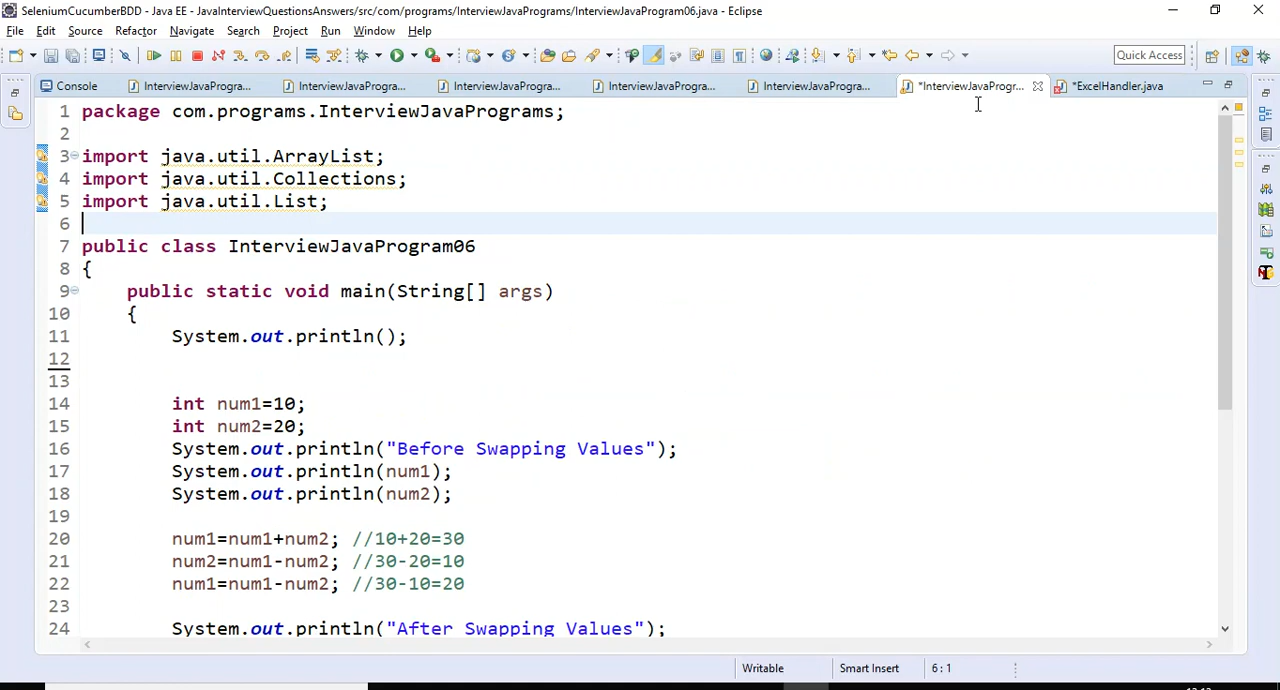 SeleniumCucumberBDD - Java EE - JavaInterviewQuestionsAnswers/src/com/programs/InterviewJavaPrograms/InterviewJavaProgram06.java - Eclipse
File Edit Source Refactor Navigate Search Project Run Window Help
Quick Access
Console InterviewJavaProgra... InterviewJavaProgra... InterviewJavaProgra... InterviewJavaProgra... InterviewJavaProgra... *InterviewJavaProgr... *ExcelHandler.java
1 package com.programs.InterviewJavaPrograms;
2
3 import java.util.ArrayList;
4 import java.util.Collections;
5 import java.util.List;
6
7 public class InterviewJavaProgram06
8 {
9 public static void main(String[] args)
10 {
11 System.out.println();
12
13
14 int num1=10;
15 int num2=20;
16 System.out.println("Before Swapping Values");
17 System.out.println(num1);
18 System.out.println(num2);
19
20 num1=num1+num2; //10+20=30
21 num2=num1-num2; //30-20=10
22 num1=num1-num2; //30-10=20
23
24 System.out.println("After Swapping Values");
Writable Smart Insert 6 : 1